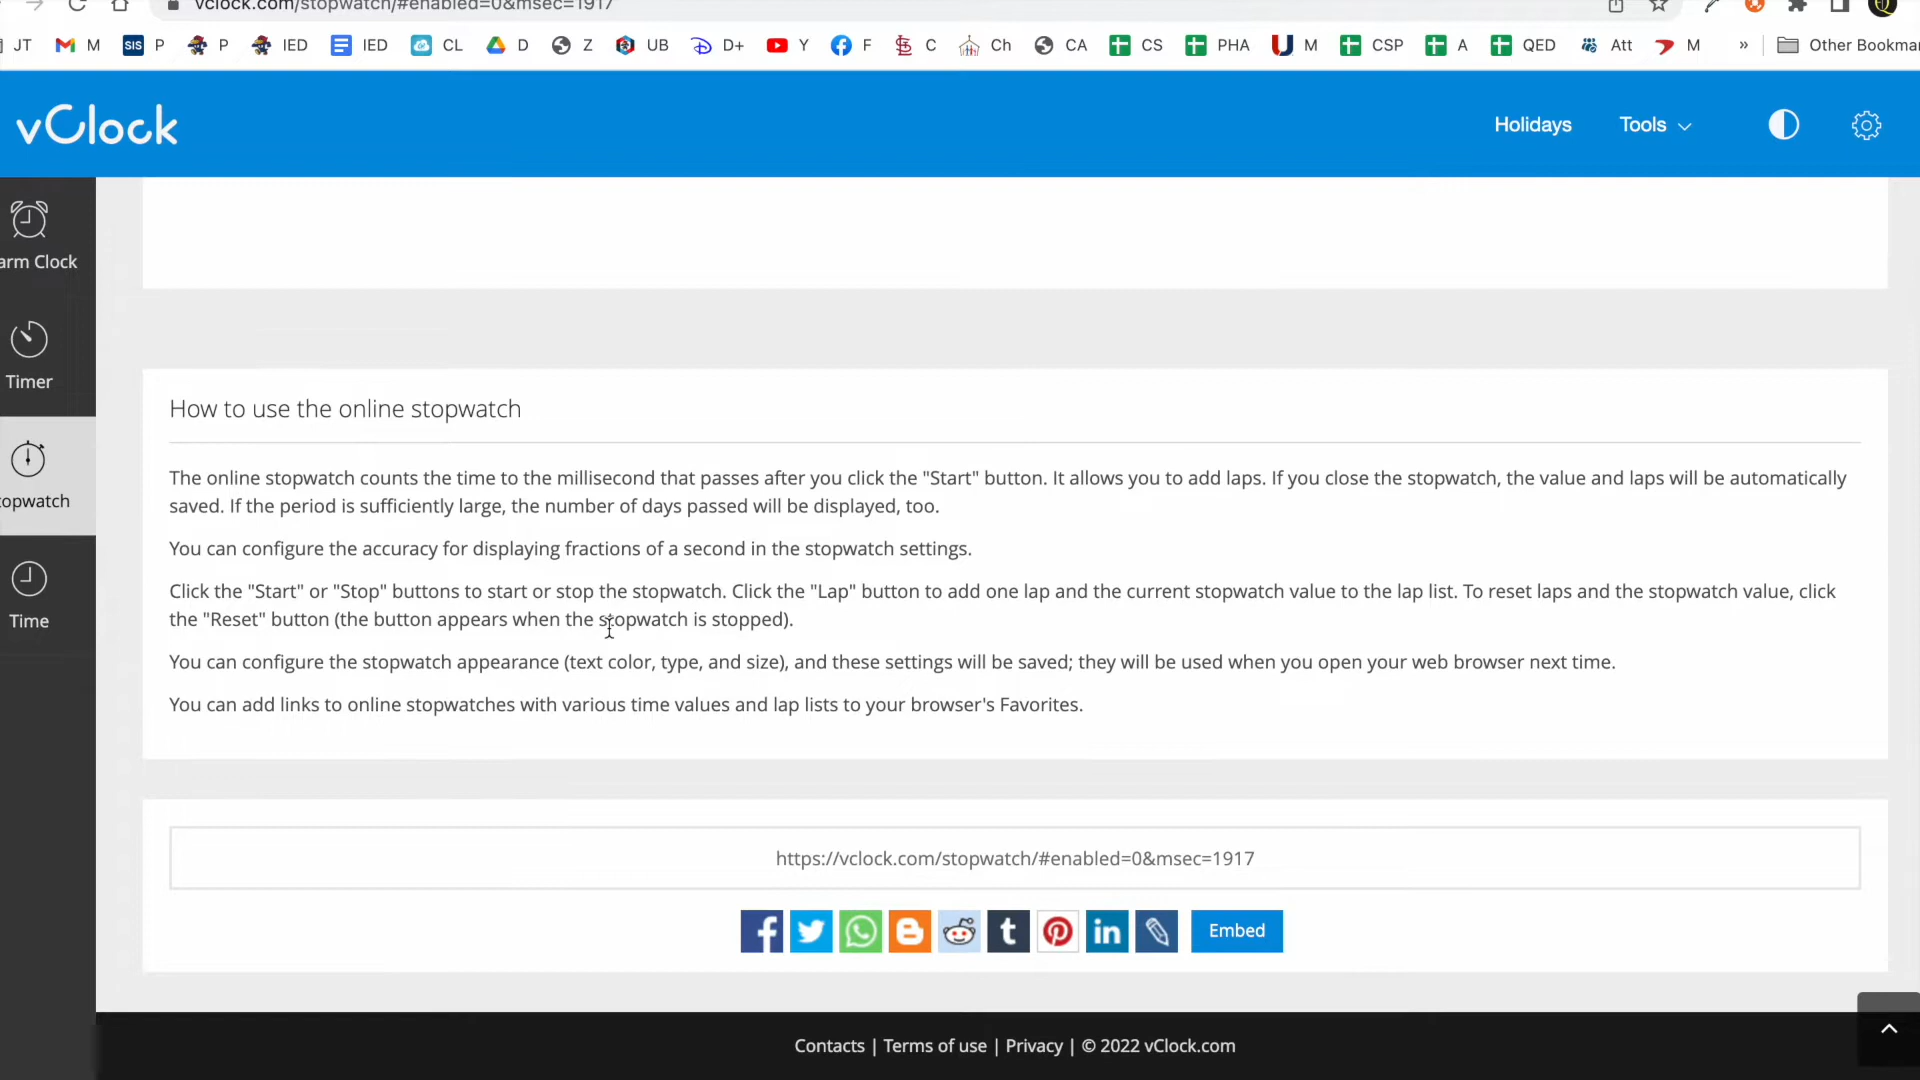 vclock.com/stopwatch/#enabled=0&msec=1917
JT M SIS P P IED IED CL D Z UB D+ Y F C Ch CA CS PHA M CSP A QED Att M » Other Bookmar
vClock Holidays Tools
arm Clock
Timer
opwatch
Time
How to use the online stopwatch
The online stopwatch counts the time to the millisecond that passes after you click the "Start" button. It allows you to add laps. If you close the stopwatch, the value and laps will be automatically
saved. If the period is sufficiently large, the number of days passed will be displayed, too.
You can configure the accuracy for displaying fractions of a second in the stopwatch settings.
Click the "Start" or "Stop" buttons to start or stop the stopwatch. Click the "Lap" button to add one lap and the current stopwatch value to the lap list. To reset laps and the stopwatch value, click
the "Reset" button (the button appears when the stopwatch is stopped).
You can configure the stopwatch appearance (text color, type, and size), and these settings will be saved; they will be used when you open your web browser next time.
You can add links to online stopwatches with various time values and lap lists to your browser's Favorites.
https://vclock.com/stopwatch/#enabled=0&msec=1917
Embed
Contacts | Terms of use | Privacy | © 2022 vClock.com